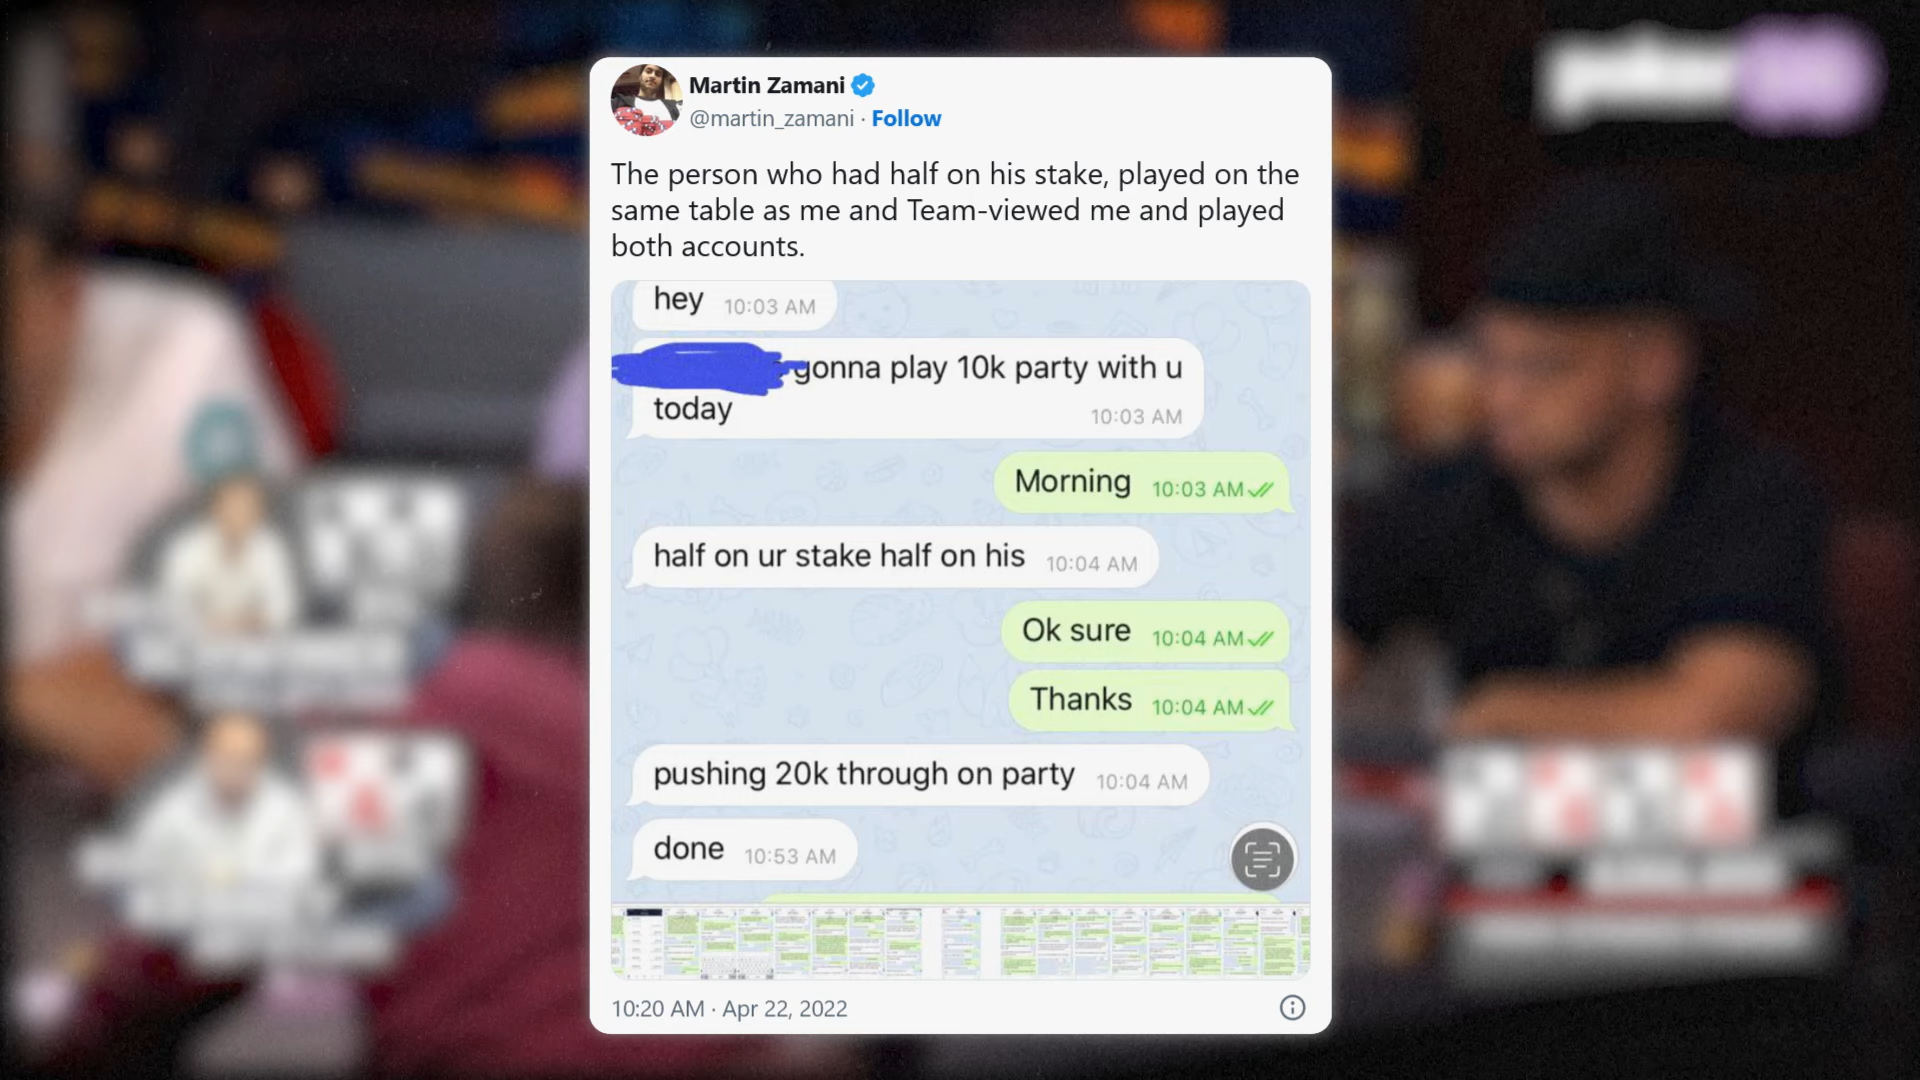 Martin Zamani
@martin_zamani · Follow
The person who had half on his stake, played on the
same table as me and Team-viewed me and played
both accounts.
hey 10:03 AM
gonna play 10k party with u
today 10:03 AM
Morning 10:03 AM
half on ur stake half on his 10:04 AM
Ok sure 10:04 AM
Thanks 10:04 AM
pushing 20k through on party 10:04 AM
done 10:53 AM
10:20 AM · Apr 22, 2022